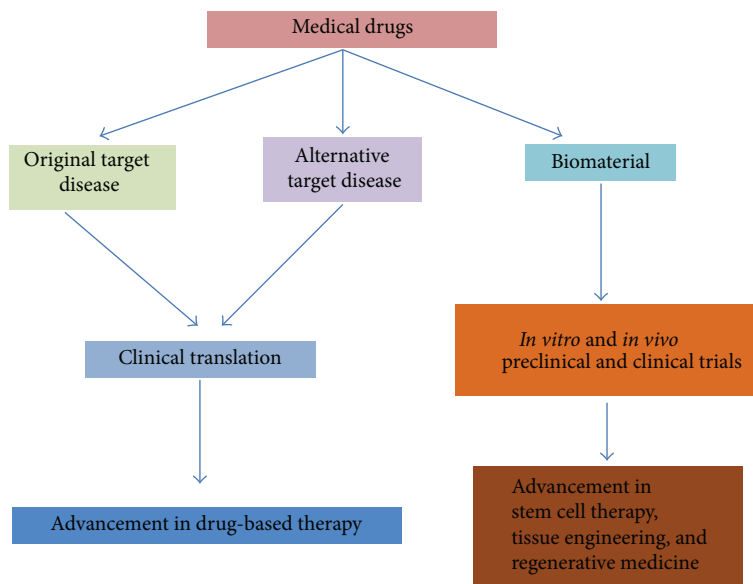 Medical drugs
Original target
disease
Alternative
target disease
Biomaterial
Clinical translation
In vitro and in vivo
preclinical and clinical trials
Advancement in drug-based therapy
Advancement in
stem cell therapy,
tissue engineering, and
regenerative medicine